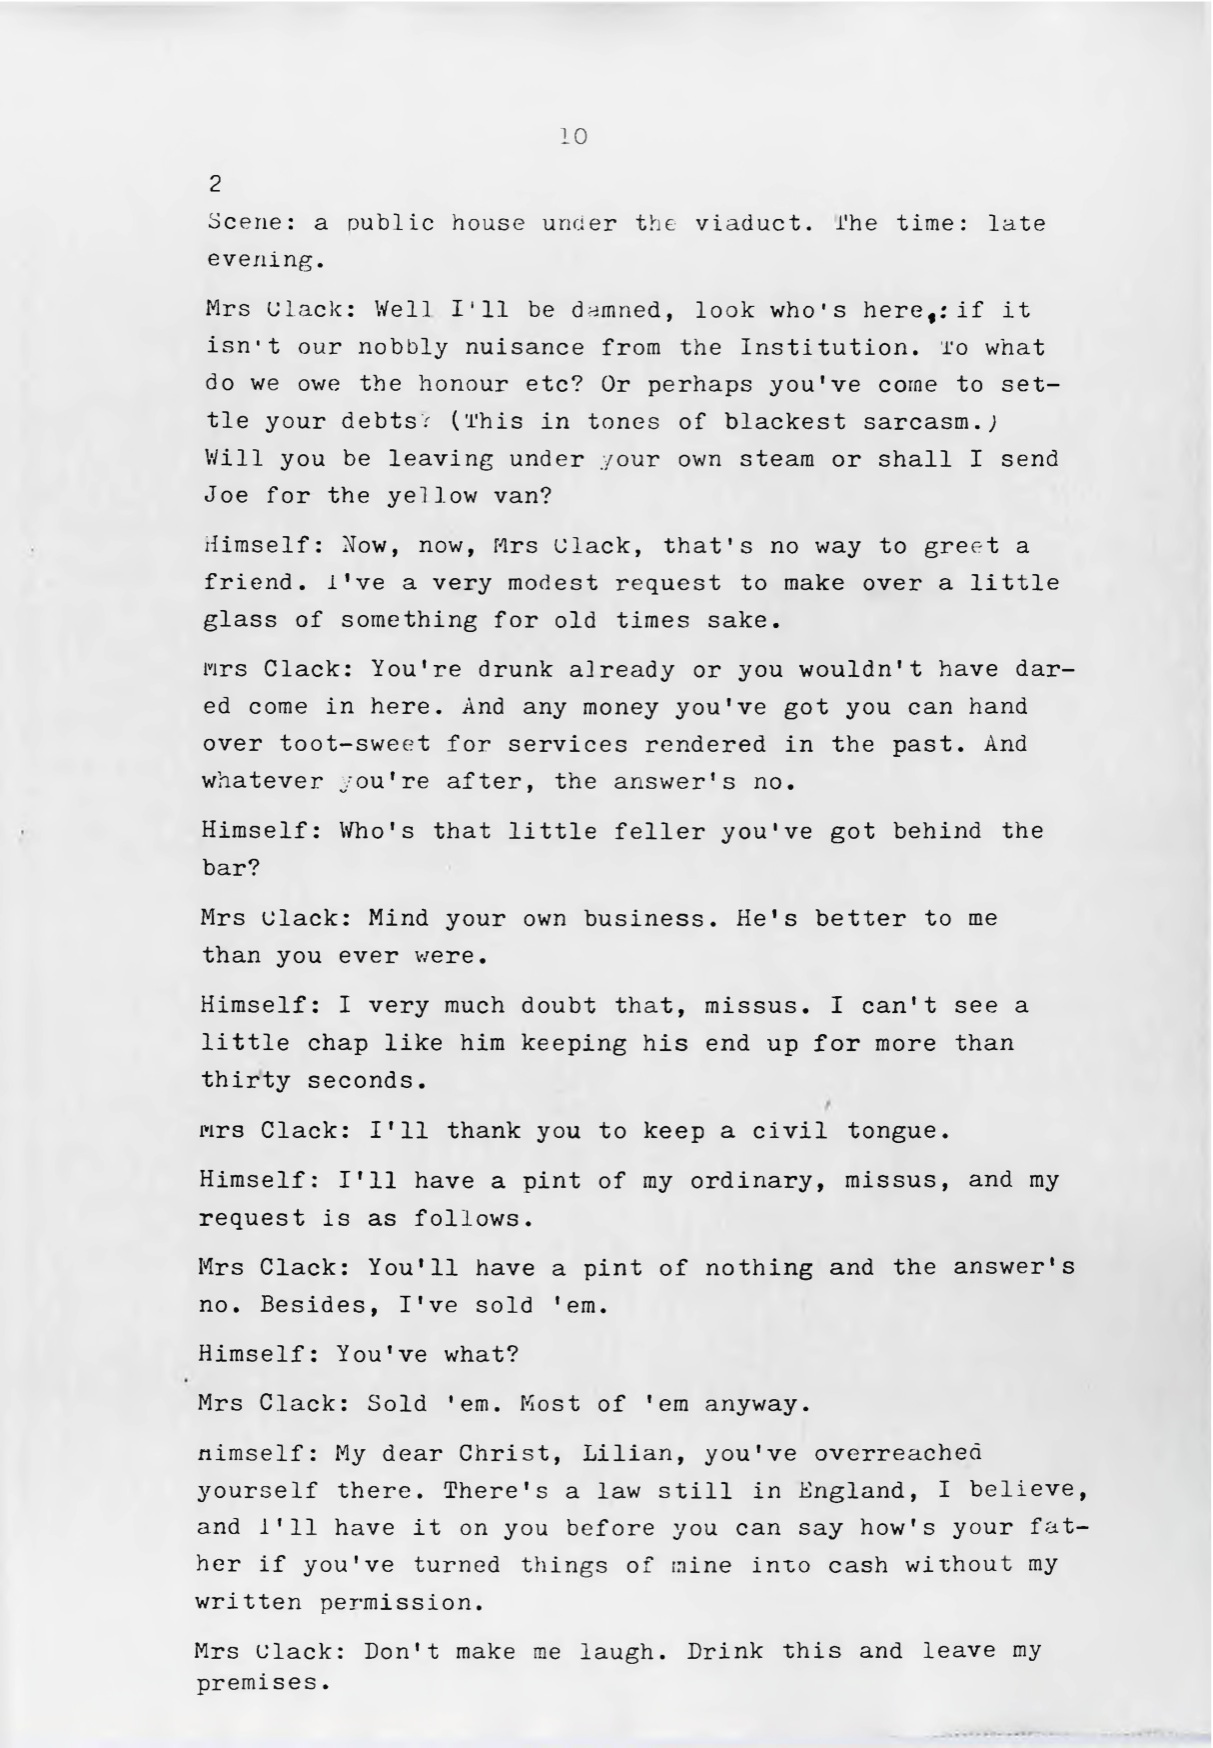 10
2
Scene: a public house under the viaduct. The time: late
evening.
Mrs Clack: Well I'll be damned, look who's here,: if it
isn't our nobbly nuisance from the Institution. To what
do we owe the honour etc? Or perhaps you've come to set-
tle your debts? (This in tones of blackest sarcasm.)
Will you be leaving under your own steam or shall I send
Joe for the yellow van?
Himself: Now, now, Mrs Clack, that's no way to greet a
friend. I've a very modest request to make over a little
glass of something for old times sake.
Mrs Clack: You're drunk already or you wouldn't have dar-
ed come in here. And any money you've got you can hand
over toot-sweet for services rendered in the past. And
whatever you're after, the answer's no.
Himself: Who's that little feller you've got behind the
bar?
Mrs Clack: Mind your own business. He's better to me
than you ever were.
Himself: I very much doubt that, missus. I can't see a
little chap like him keeping his end up for more than
thirty seconds.
Mrs Clack: I'll thank you to keep a civil tongue.
Himself: I'll have a pint of my ordinary, missus, and my
request is as follows.
Mrs Clack: You'll have a pint of nothing and the answer's
no. Besides, I've sold 'em.
Himself: You've what?
Mrs Clack: Sold 'em. Most of 'em anyway.
Himself: My dear Christ, Lilian, you've overreached
yourself there. There's a law still in England, I believe,
and I'll have it on you before you can say how's your fat-
her if you've turned things of mine into cash without my
written permission.
Mrs Clack: Don't make me laugh. Drink this and leave my
premises.